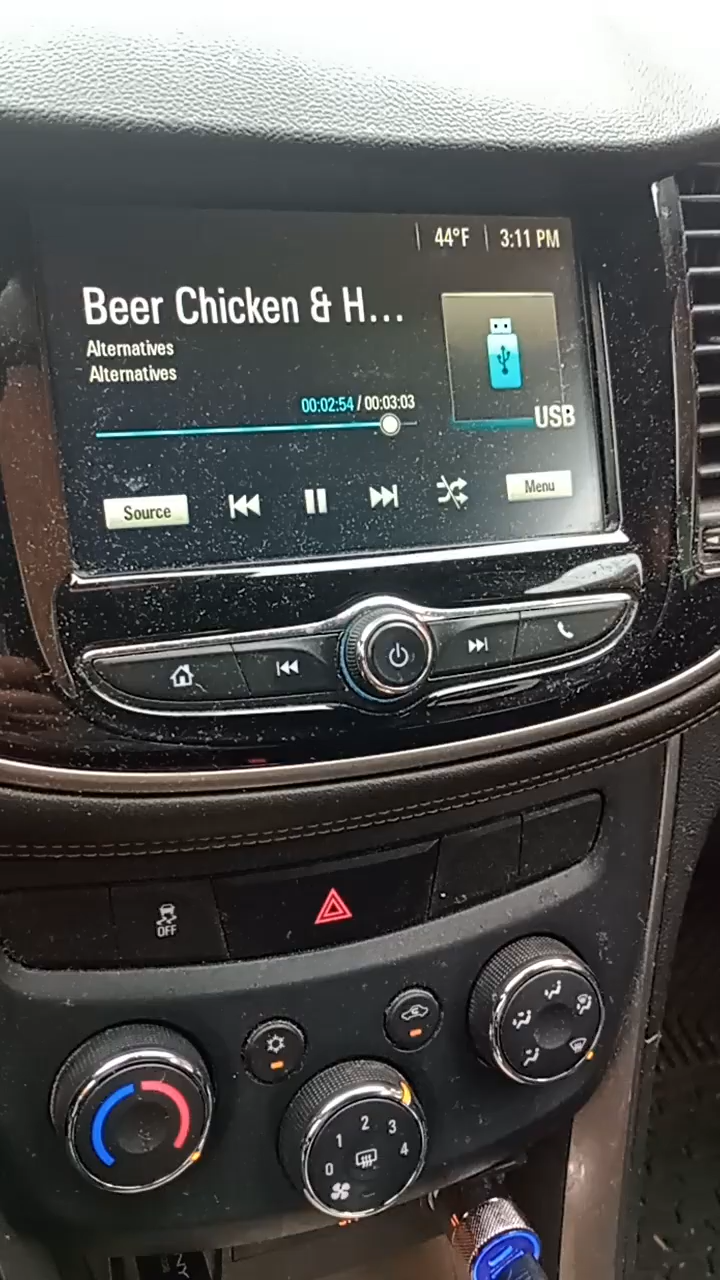 44°F 3:11 PM
Beer Chicken & H...
Alternatives
Alternatives
00:02:54 / 00:03:03
USB
Source
Menu
OFF
0 1 2 3 4